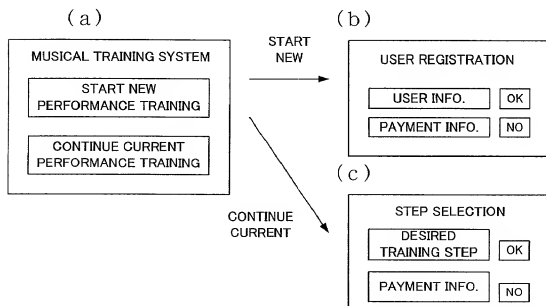 (a)
MUSICAL TRAINING SYSTEM
START NEW
PERFORMANCE TRAINING
CONTINUE CURRENT
PERFORMANCE TRAINING
START
NEW
CONTINUE
CURRENT
(b)
USER REGISTRATION
USER INFO. OK
PAYMENT INFO. NO
(c)
STEP SELECTION
DESIRED
TRAINING STEP OK
PAYMENT INFO. NO